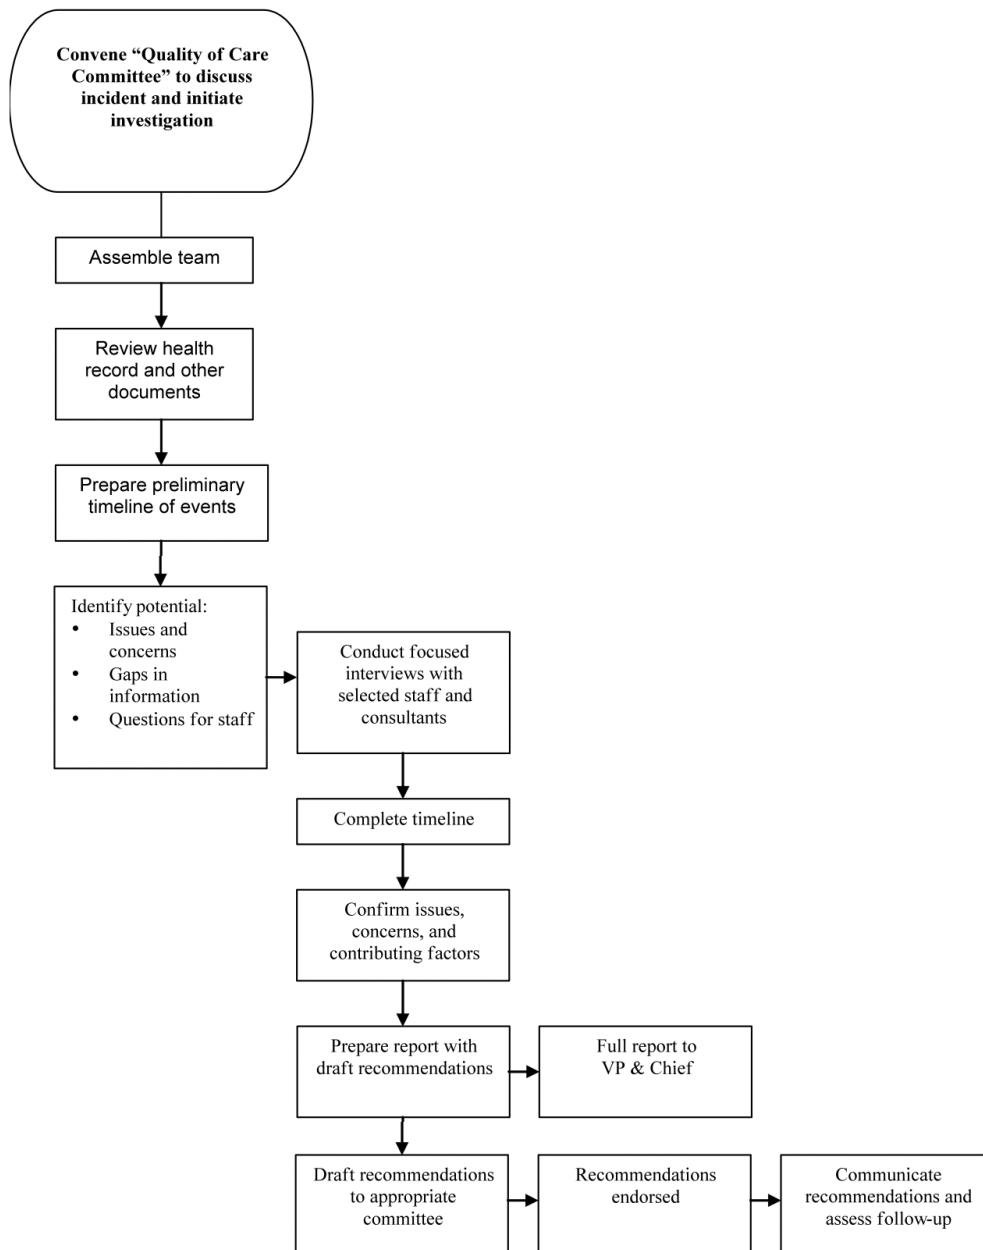 Convene “Quality of Care
Committee” to discuss
incident and initiate
investigation
Assemble team
Review health
record and other
documents
Prepare preliminary
timeline of events
Identify potential:
• Issues and
concerns
• Gaps in
information
• Questions for staff
Conduct focused
interviews with
selected staff and
consultants
Complete timeline
Confirm issues,
concerns, and
contributing factors
Prepare report with
draft recommendations
Full report to
VP & Chief
Draft recommendations
to appropriate
committee
Recommendations
endorsed
Communicate
recommendations and
assess follow-up